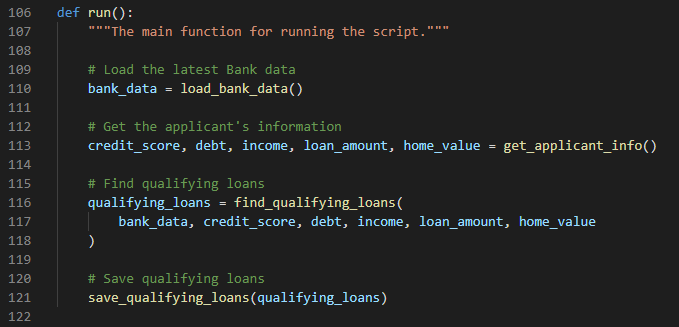 106 def run():
107     """The main function for running the script."""
108
109     # Load the latest Bank data
110     bank_data = load_bank_data()
111
112     # Get the applicant's information
113     credit_score, debt, income, loan_amount, home_value = get_applicant_info()
114
115     # Find qualifying loans
116     qualifying_loans = find_qualifying_loans(
117         bank_data, credit_score, debt, income, loan_amount, home_value
118     )
119
120     # Save qualifying loans
121     save_qualifying_loans(qualifying_loans)
122